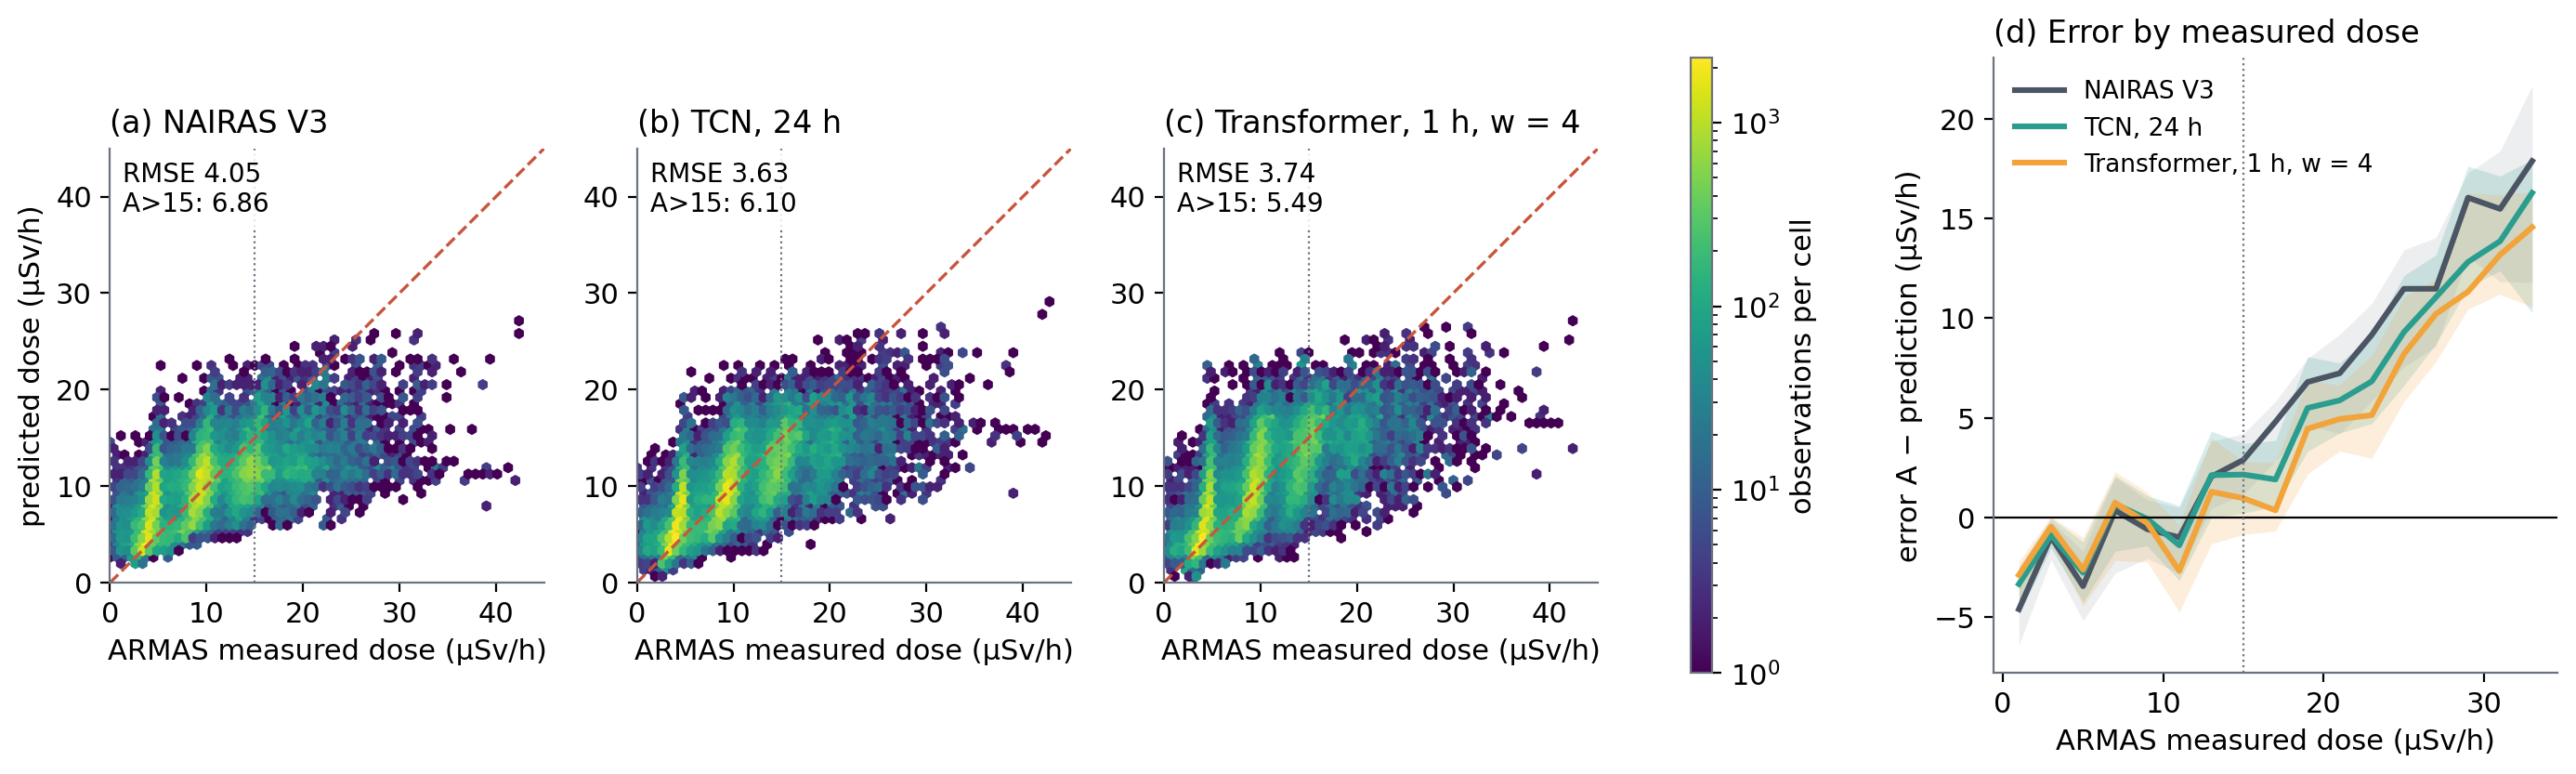 (a) NAIRAS V3
RMSE 4.05
A>15: 6.86
predicted dose (µSv/h)
40
30
20
10
0
0 10 20 30 40
ARMAS measured dose (µSv/h)
(b) TCN, 24 h
RMSE 3.63
A>15: 6.10
40
30
20
10
0
0 10 20 30 40
ARMAS measured dose (µSv/h)
(c) Transformer, 1 h, w = 4
RMSE 3.74
A>15: 5.49
40
30
20
10
0
0 10 20 30 40
ARMAS measured dose (µSv/h)
10³
10²
10¹
10⁰
observations per cell
(d) Error by measured dose
NAIRAS V3
TCN, 24 h
Transformer, 1 h, w = 4
error A − prediction (µSv/h)
20
15
10
5
0
−5
0 10 20 30
ARMAS measured dose (µSv/h)